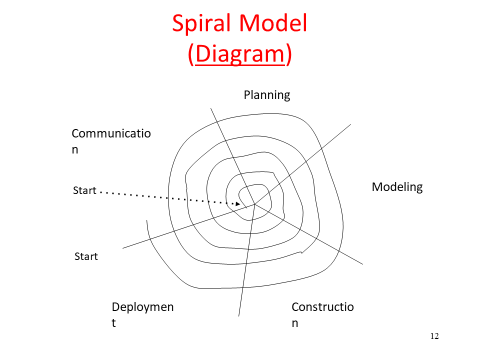 Spiral Model
(Diagram)
Planning
Communicatio
n
Start
Modeling
Start
Deploymen
t
Constructio
n
12